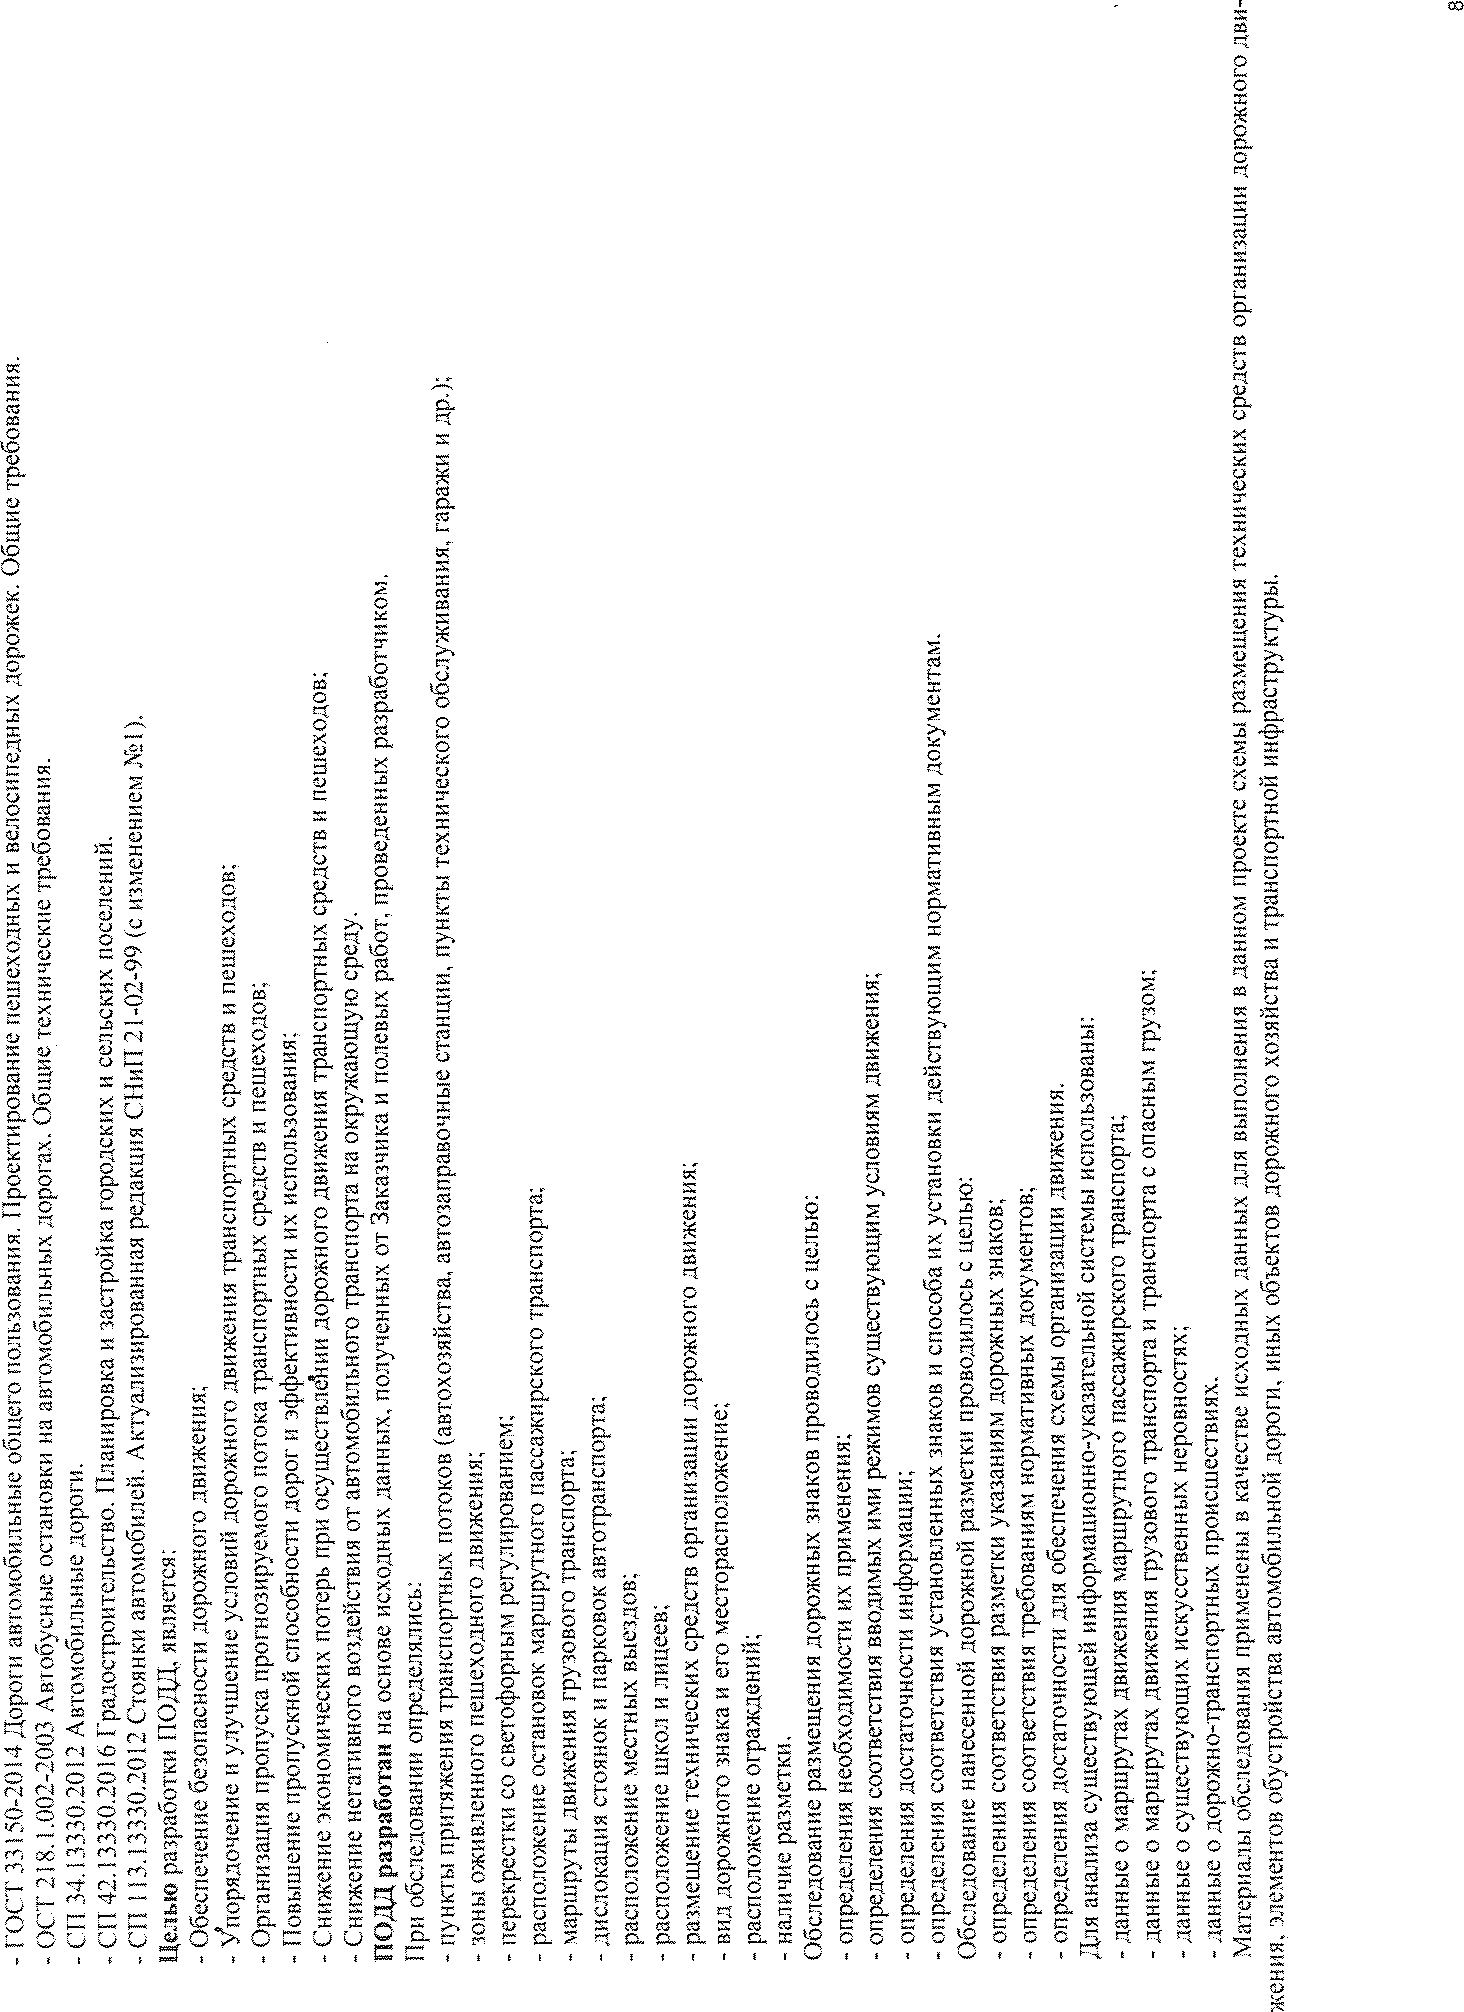 - ГОСТ 33150-2014 Дороги автомобильные общего пользования. Проектирование пешеходных и велосипедных дорожек. Общие требования.
- ОСТ 218.1.002-2003 Автобусные остановки на автомобильных дорогах. Общие технические требования.
- СП 34.13330.2012 Автомобильные дороги.
- СП 42.13330.2016 Градостроительство. Планировка и застройка городских и сельских поселений.
- СП 113.13330.2012 Стоянки автомобилей. Актуализированная редакция СНиП 21-02-99 (с изменением №1).
Целью разработки ПОДД, является:
- Обеспечение безопасности дорожного движения;
- Упорядочение и улучшение условий дорожного движения транспортных средств и пешеходов;
- Организация пропуска прогнозируемого потока транспортных средств и пешеходов;
- Повышение пропускной способности дорог и эффективности их использования;
- Снижение экономических потерь при осуществлении дорожного движения транспортных средств и пешеходов;
- Снижение негативного воздействия от автомобильного транспорта на окружающую среду.
ПОДД разработан на основе исходных данных, полученных от Заказчика и полевых работ, проведенных разработчиком.
При обследовании определялись:
- пункты притяжения транспортных потоков (автохозяйства, автозаправочные станции, пункты технического обслуживания, гаражи и др.);
- зоны оживленного пешеходного движения;
- перекрестки со светофорным регулированием;
- расположение остановок маршрутного пассажирского транспорта;
- маршруты движения грузового транспорта;
- дислокация стоянок и парковок автотранспорта;
- расположение местных выездов;
- расположение школ и лицеев;
- размещение технических средств организации дорожного движения;
- вид дорожного знака и его месторасположение;
- расположение ограждений;
- наличие разметки.
Обследование размещения дорожных знаков проводилось с целью:
- определения необходимости их применения;
- определения соответствия вводимых ими режимов существующим условиям движения;
- определения достаточности информации;
- определения соответствия установленных знаков и способа их установки действующим нормативным документам.
Обследование нанесенной дорожной разметки проводилось с целью:
- определения соответствия разметки указаниям дорожных знаков;
- определения соответствия требованиям нормативных документов;
- определения достаточности для обеспечения схемы организации движения.
Для анализа существующей информационно-указательной системы использованы:
- данные о маршрутах движения маршрутного пассажирского транспорта;
- данные о маршрутах движения грузового транспорта и транспорта с опасным грузом;
- данные о существующих искусственных неровностях;
- данные о дорожно-транспортных происшествиях.
Материалы обследования применены в качестве исходных данных для выполнения в данном проекте схемы размещения технических средств организации дорожного дви-
жения, элементов обустройства автомобильной дороги, иных объектов дорожного хозяйства и транспортной инфраструктуры.
8